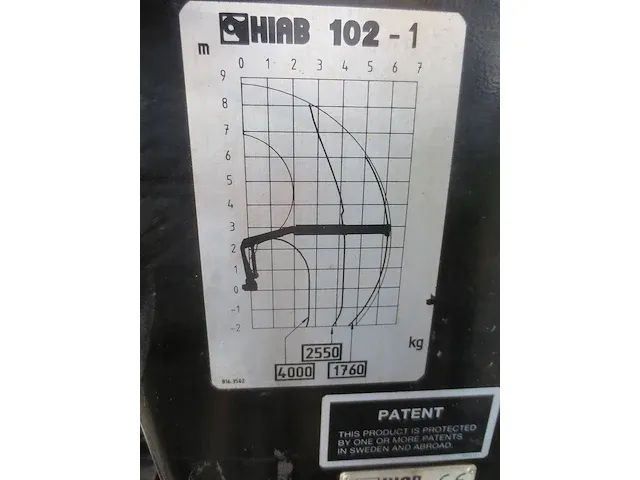 HIAB 102 - 1
m
0 1 2 3 4 5 6 7
9
8
7
6
5
4
3
2
1
0
-1
-2
kg
2550
4000 1760
PATENT
THIS PRODUCT IS PROTECTED
BY ONE OR MORE PATENTS
IN SWEDEN AND ABROAD.